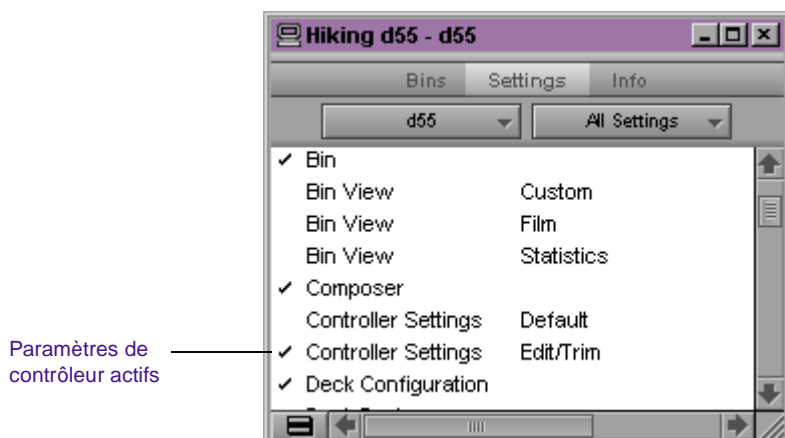 Hiking d55 - d55
Bins Settings Info
d55 All Settings
✓ Bin
Bin View Custom
Bin View Film
Bin View Statistics
✓ Composer
Controller Settings Default
Paramètres de
contrôleur actifs
✓ Controller Settings Edit/Trim
✓ Deck Configuration